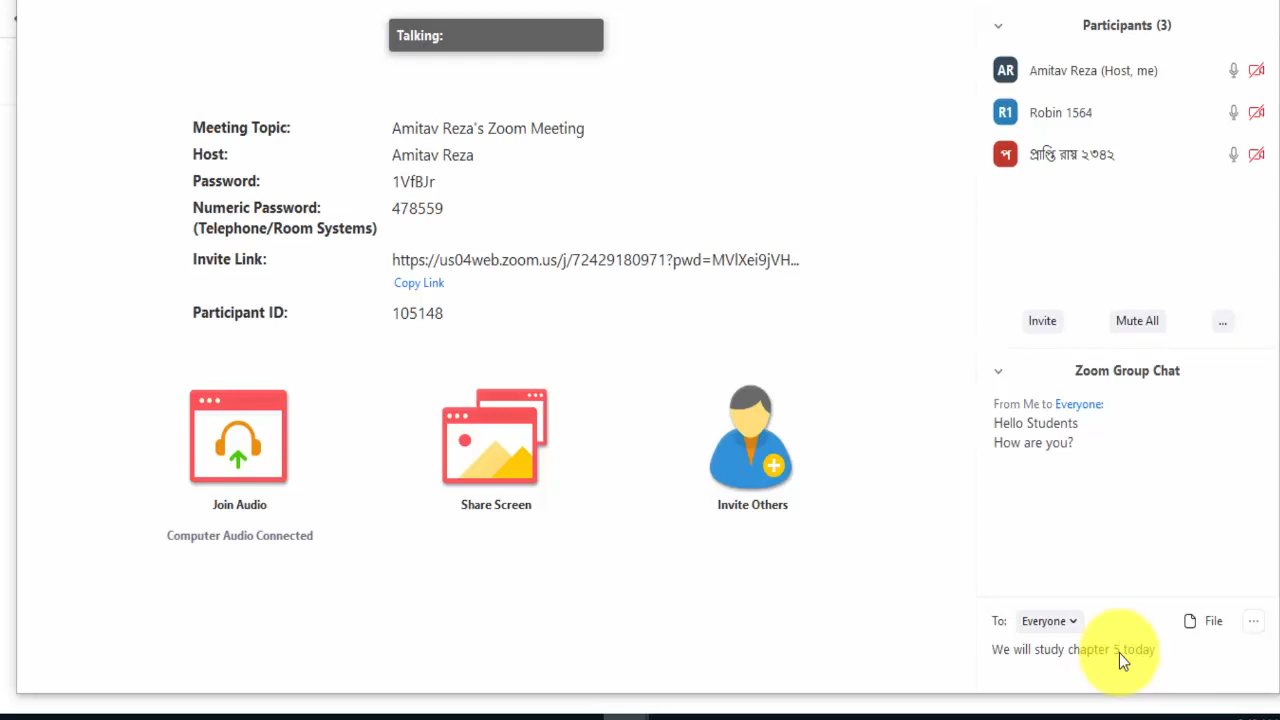 Talking:
Meeting Topic: Amitav Reza's Zoom Meeting
Host: Amitav Reza
Password: 1VfBJr
Numeric Password: 478559
(Telephone/Room Systems)
Invite Link: https://us04web.zoom.us/j/72429180971?pwd=MVlXei9jVH...
Copy Link
Participant ID: 105148
Join Audio
Share Screen
Invite Others
Computer Audio Connected
Participants (3)
AR Amitav Reza (Host, me)
R1 Robin 1564
প প্রাপ্তি রায় ২৩৪২
Invite Mute All ...
Zoom Group Chat
From Me to Everyone:
Hello Students
How are you?
To: Everyone File ...
We will study chapter 5 today